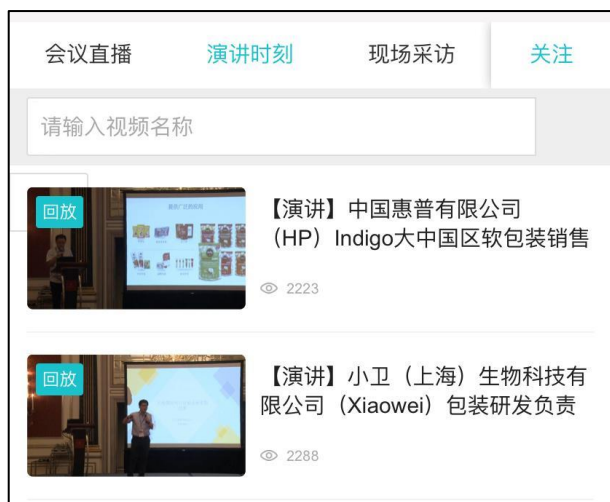 会议直播 演讲时刻 现场采访 关注
请输入视频名称
回放
【演讲】中国惠普有限公司
（HP）Indigo大中国区软包装销售
2223
回放
【演讲】小卫（上海）生物科技有
限公司（Xiaowei）包装研发负责
2288